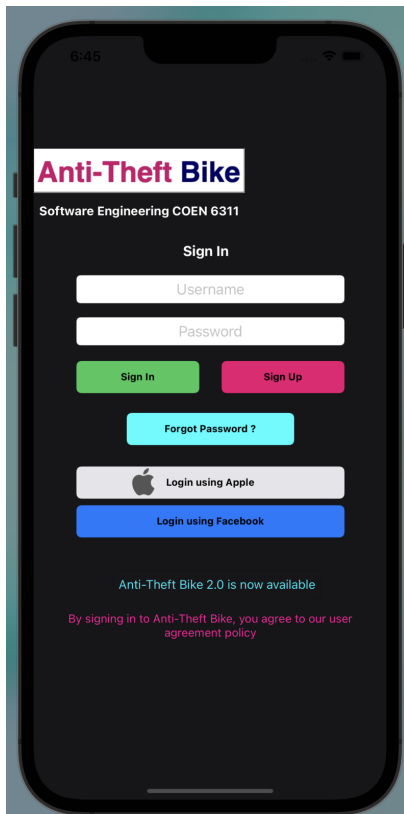 6:45
Anti-Theft Bike
Software Engineering COEN 6311
Sign In
Username
Password
Sign In
Sign Up
Forgot Password ?
Login using Apple
Login using Facebook
Anti-Theft Bike 2.0 is now available
By signing in to Anti-Theft Bike, you agree to our user
agreement policy